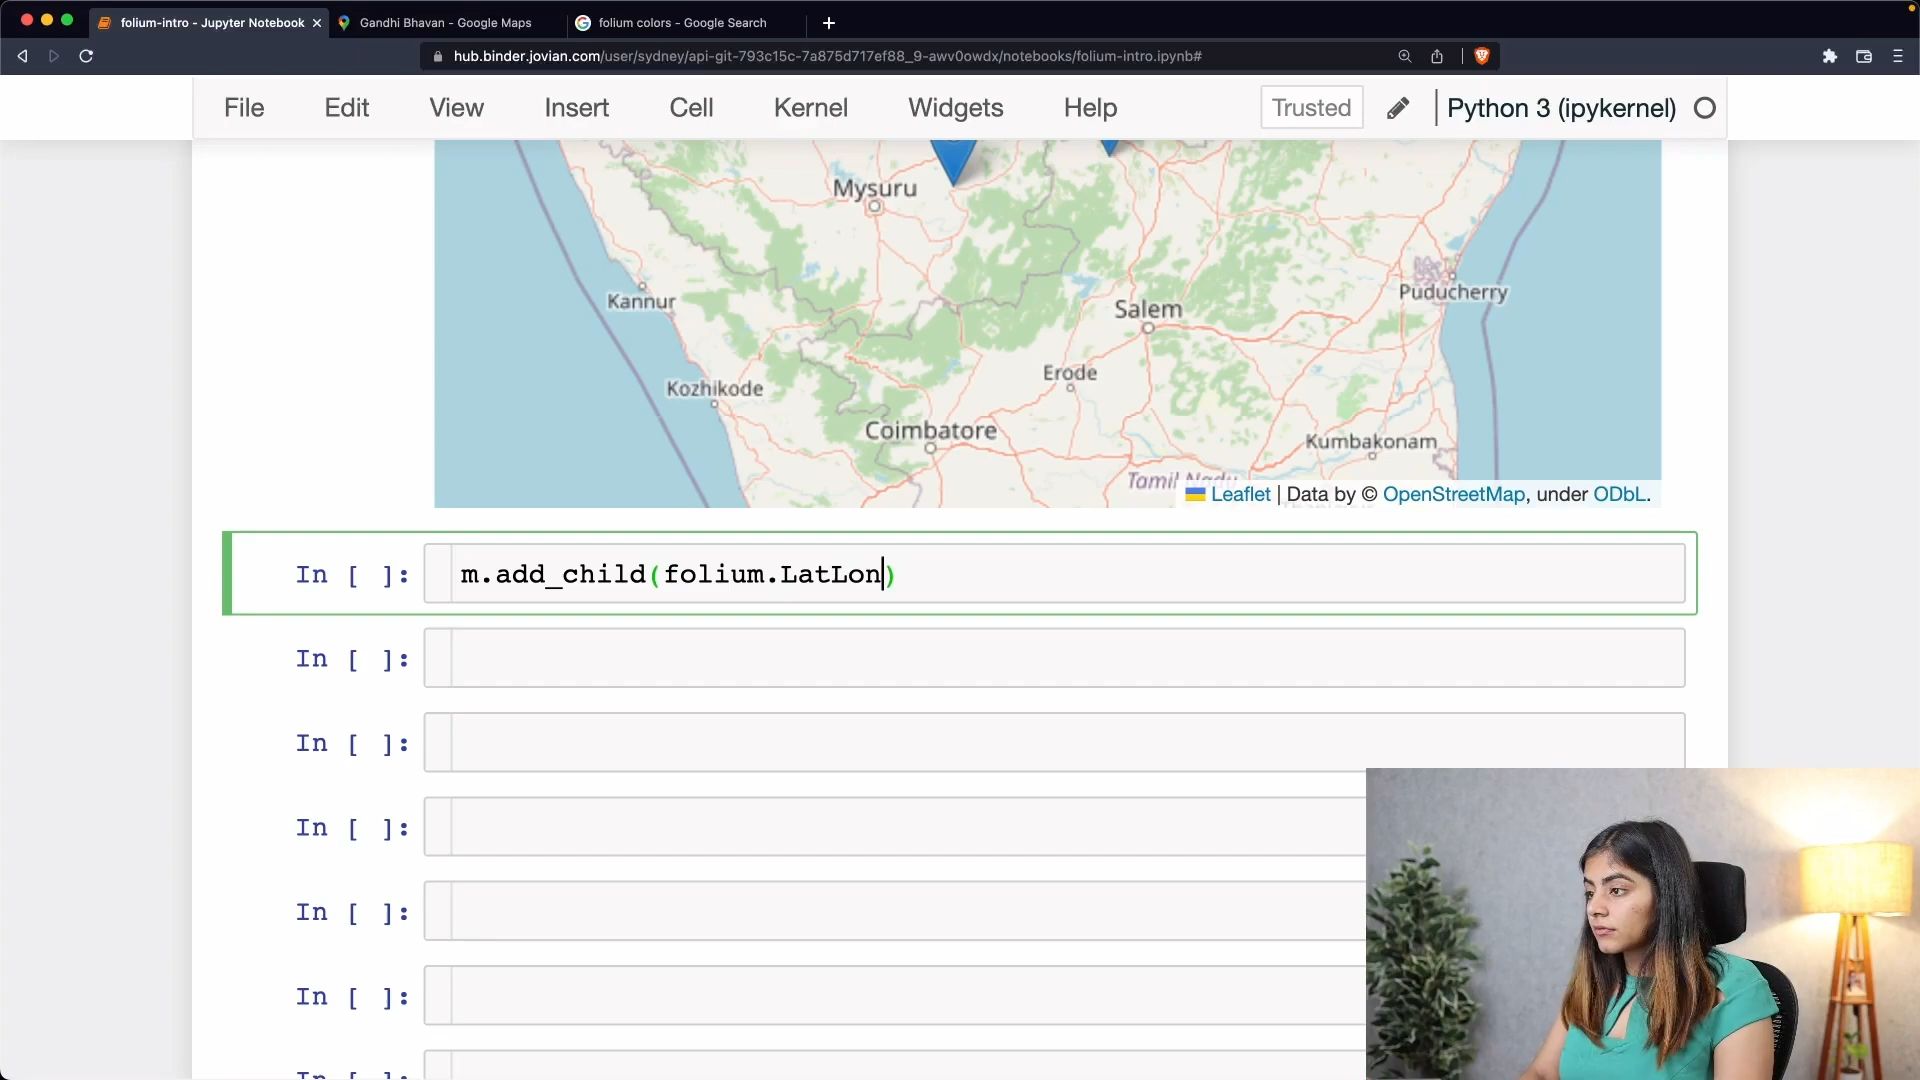 folium-intro - Jupyter Notebook
Gandhi Bhavan - Google Maps
folium colors - Google Search
hub.binder.jovian.com/user/sydney/api-git-793c15c-7a875d717ef88_9-awv0owdx/notebooks/folium-intro.ipynb#
File Edit View Insert Cell Kernel Widgets Help Trusted Python 3 (ipykernel)
Mysuru
Kannur
Puducherry
Salem
Erode
Kozhikode
Coimbatore
Kumbakonam
Tamil Nadu
Leaflet | Data by © OpenStreetMap, under ODbL.
In [ ]: m.add_child(folium.LatLon)
In [ ]:
In [ ]:
In [ ]:
In [ ]:
In [ ]:
In [ ]: